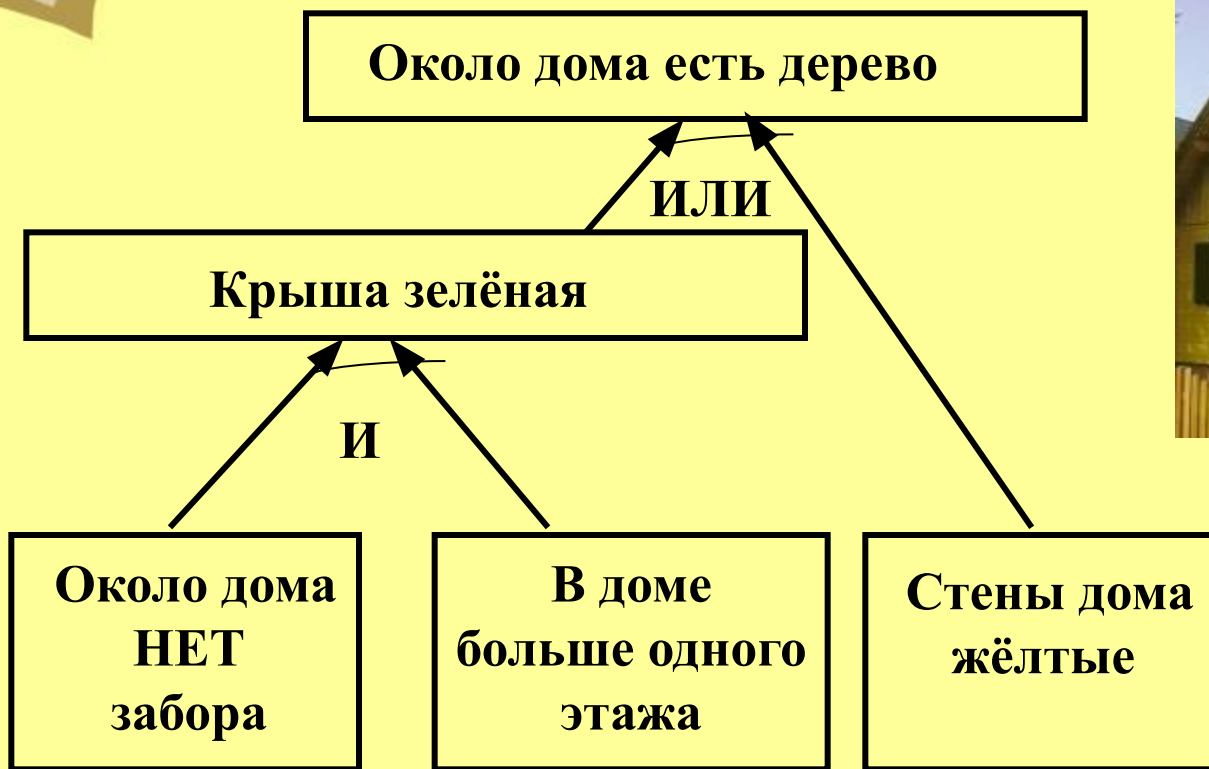 Около дома есть дерево
ИЛИ
Крыша зелёная
И
Около дома
НЕТ
забора
В доме
больше одного
этажа
Стены дома
жёлтые